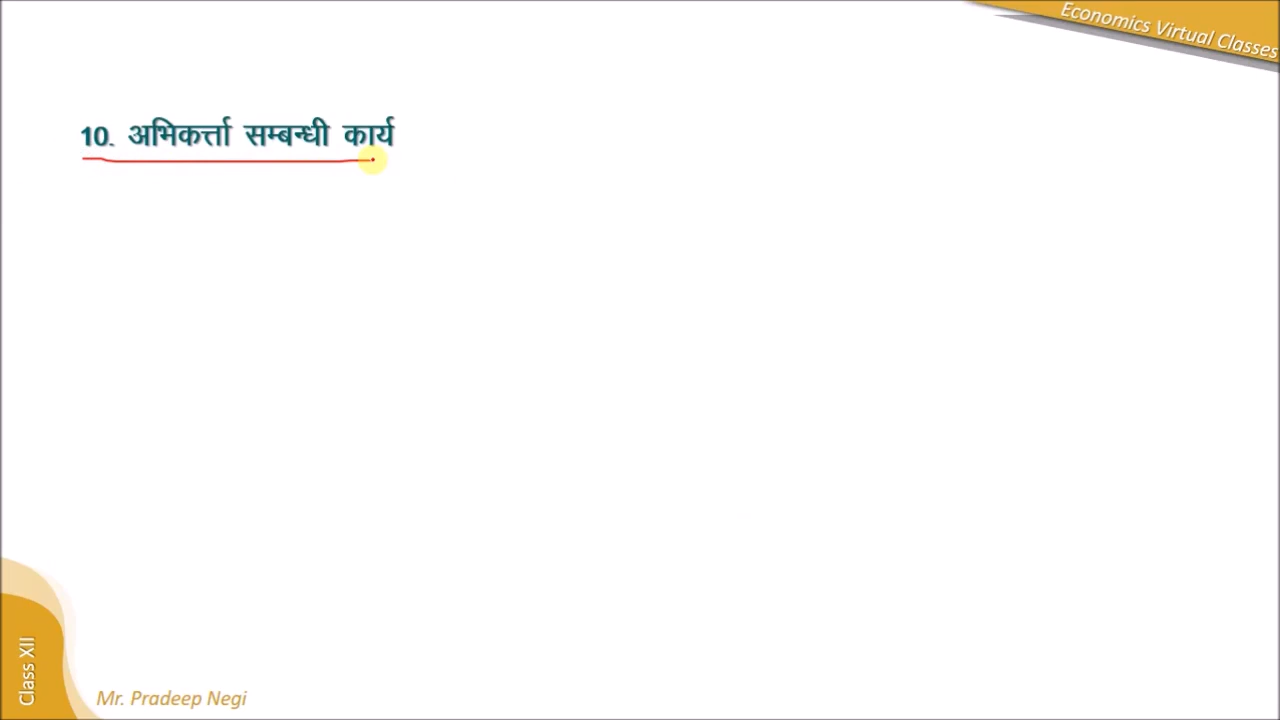 Economics Virtual Classes
10. अभिकर्त्ता सम्बन्धी कार्य
Class XII
Mr. Pradeep Negi